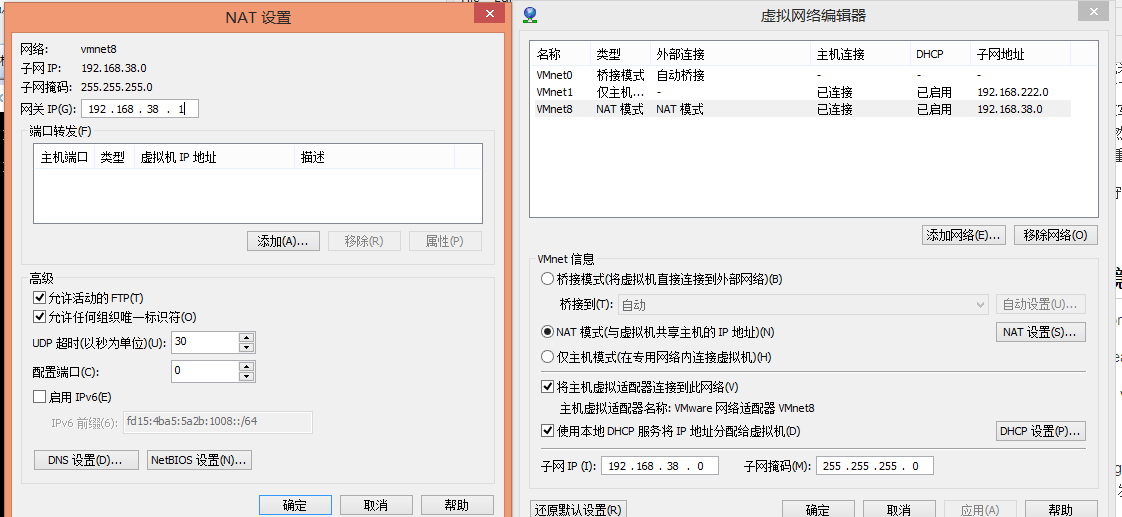 NAT 设置
网络: vmnet8
子网 IP: 192.168.38.0
子网掩码: 255.255.255.0
网关 IP(G): 192 .168 . 38 . 1
端口转发(F)
主机端口 类型 虚拟机 IP 地址 描述
添加(A)... 移除(R) 属性(P)
高级
允许活动的 FTP(T)
允许任何组织唯一标识符(O)
UDP 超时(以秒为单位)(U): 30
配置端口(C): 0
启用 IPv6(E)
IPv6 前缀(6): fd15:4ba5:5a2b:1008::/64
DNS 设置(D)... NetBIOS 设置(N)...
确定 取消 帮助
虚拟网络编辑器
名称 类型 外部连接 主机连接 DHCP 子网地址
VMnet0 桥接模式 自动桥接 - - -
VMnet1 仅主机... - 已连接 已启用 192.168.222.0
VMnet8 NAT 模式 NAT 模式 已连接 已启用 192.168.38.0
添加网络(E)... 移除网络(O)
VMnet 信息
桥接模式(将虚拟机直接连接到外部网络)(B)
桥接到(T): 自动 自动设置(U)...
NAT 模式(与虚拟机共享主机的 IP 地址)(N) NAT 设置(S)...
仅主机模式(在专用网络内连接虚拟机)(H)
将主机虚拟适配器连接到此网络(V)
主机虚拟适配器名称: VMware 网络适配器 VMnet8
使用本地 DHCP 服务将 IP 地址分配给虚拟机(D) DHCP 设置(P)...
子网 IP (I): 192 .168 . 38 . 0 子网掩码(M): 255 .255 .255 . 0
还原默认设置(R) 确定 取消 应用(A) 帮助